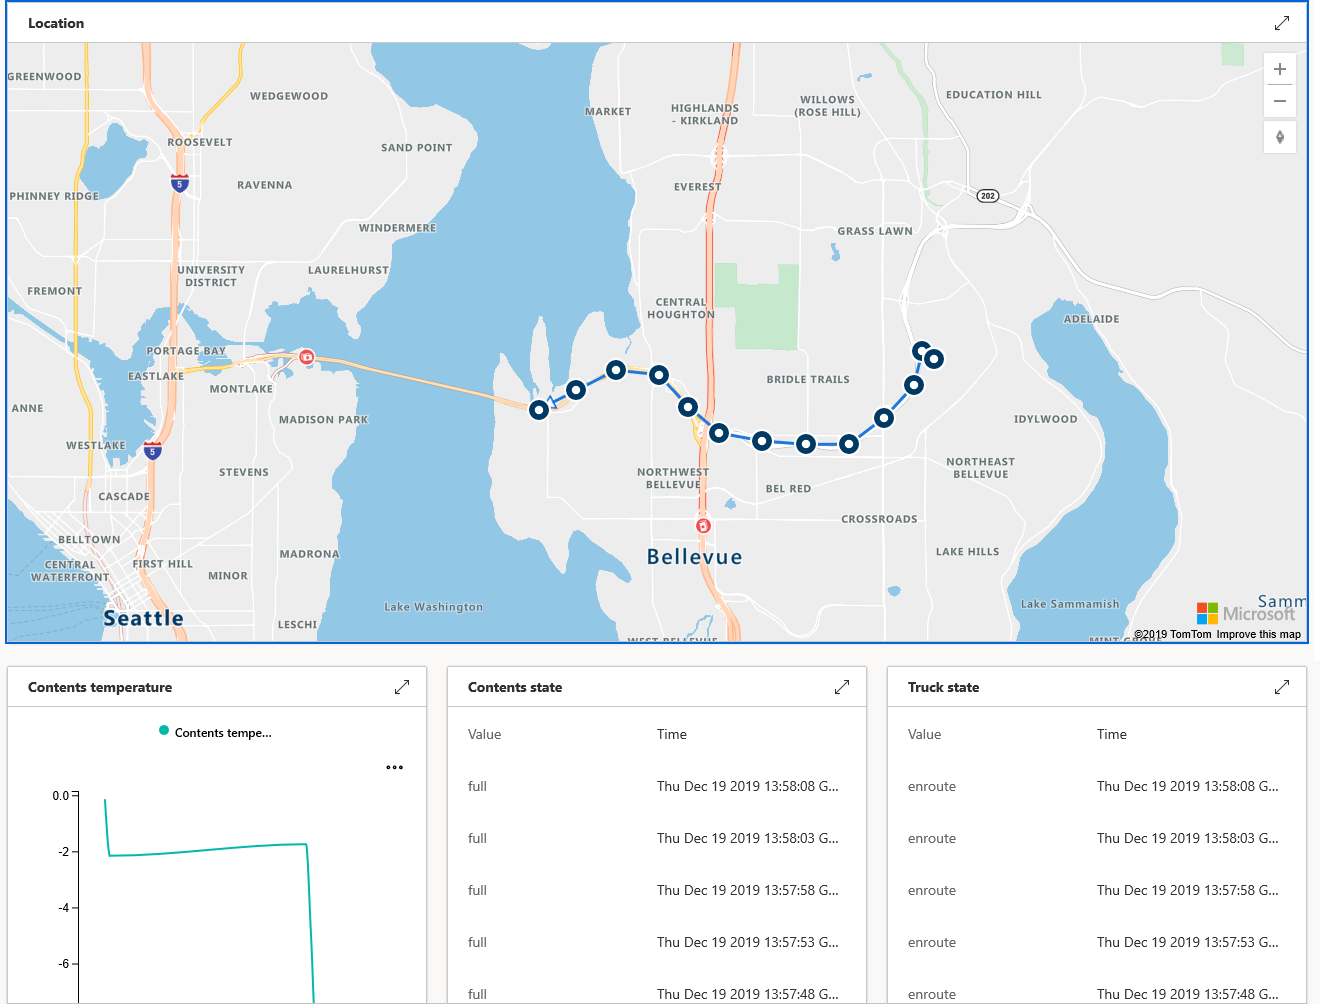 Location
GREENWOOD
WEDGEWOOD
MARKET
HIGHLANDS
- KIRKLAND
WILLOWS
(ROSE HILL)
EDUCATION HILL
ROOSEVELT
SAND POINT
5
RAVENNA
EVEREST
PHINNEY RIDGE
202
WINDERMERE
GRASS LAWN
UNIVERSITY
DISTRICT
LAURELHURST
FREMONT
CENTRAL
HOUGHTON
ADELAIDE
PORTAGE BAY
EASTLAKE
MONTLAKE
BRIDLE TRAILS
ANNE
MADISON PARK
IDYLWOOD
WESTLAKE
5
STEVENS
NORTHWEST
BELLEVUE
NORTHEAST
BELLEVUE
CASCADE
BEL RED
CROSSROADS
BELLTOWN
CENTRAL
WATERFRONT
FIRST HILL
MADRONA
Bellevue
LAKE HILLS
MINOR
Seattle
Lake Washington
Lake Sammamish
Samm
Microsoft
LESCHI
WEST BELLEVUE
©2019 TomTom Improve this map
Contents temperature
Contents tempe...
0.0
-2
-4
-6
Contents state
Value Time
full Thu Dec 19 2019 13:58:08 G...
full Thu Dec 19 2019 13:58:03 G...
full Thu Dec 19 2019 13:57:58 G...
full Thu Dec 19 2019 13:57:53 G...
full Thu Dec 19 2019 13:57:48 G...
Truck state
Value Time
enroute Thu Dec 19 2019 13:58:08 G...
enroute Thu Dec 19 2019 13:58:03 G...
enroute Thu Dec 19 2019 13:57:58 G...
enroute Thu Dec 19 2019 13:57:53 G...
enroute Thu Dec 19 2019 13:57:48 G...